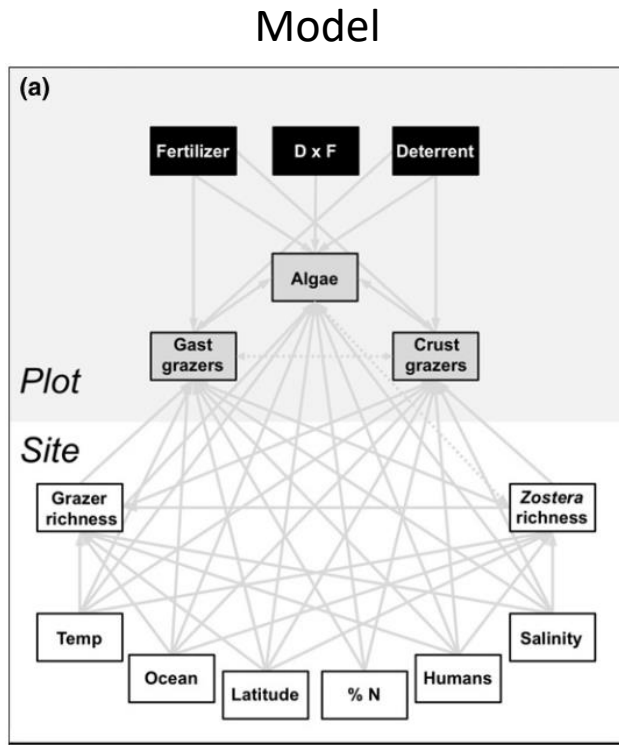 Model
(a)
Fertilizer
D x F
Deterrent
Algae
Gast
grazers
Crust
grazers
Plot
Site
Grazer
richness
Zostera
richness
Temp
Salinity
Ocean
Humans
Latitude
% N